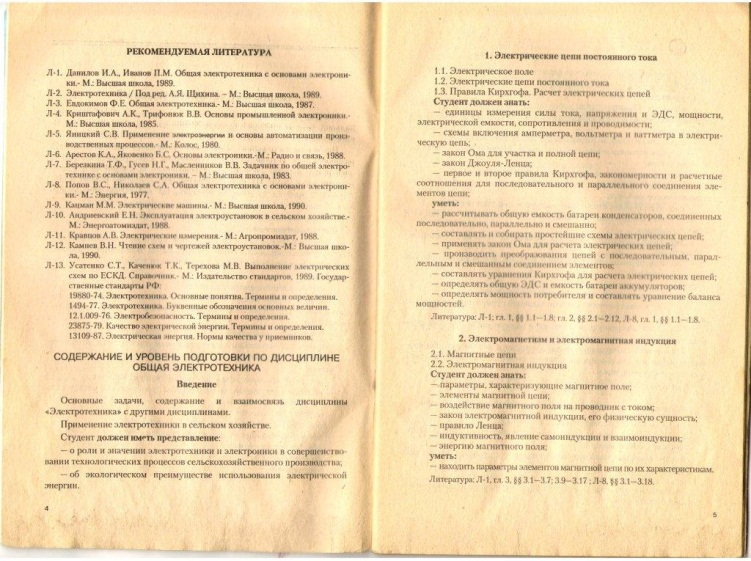 РЕКОМЕНДУЕМАЯ ЛИТЕРАТУРА
Л-1. Данилов И.А., Иванов П.М. Общая электротехника с основами электрони-
ки.- М.: Высшая школа, 1989.
Л-2. Электротехника / Под ред. А.Я. Щихина. – М.: Высшая школа, 1989.
Л-3. Евдокимов Ф.Е. Общая электротехника.- М.: Высшая школа, 1987.
Л-4. Криштафович А.К., Трифонюк В.В. Основы промышленной электроники.-
М.: Высшая школа, 1985.
Л-5. Яницкий С.В. Применение электроэнергии и основы автоматизации произ-
водственных процессов.- М.: Колос, 1980.
Л-6. Арестов К.А., Яковенко Б.С. Основы электроники.- М.: Радио и связь, 1988.
Л-7. Березкина Т.Ф., Гусев Н.Г., Масленников В.В. Задачник по общей электро-
технике с основами электроники. – М.: Высшая школа, 1983.
Л-8. Попов В.С., Николаев С.А. Общая электротехника с основами электрони-
ки.- М.: Энергия, 1977.
Л-9. Кацман М.М. Электрические машины.- М.: Высшая школа, 1990.
Л-10. Андриевский Е.Н. Эксплуатация электроустановок в сельском хозяйстве.-
М.: Энергоатомиздат, 1988.
Л-11. Кравцов А.В. Электрические измерения.- М.: Агропромиздат, 1988.
Л-12. Камнев В.Н. Чтение схем и чертежей электроустановок.- М.: Высшая шко-
ла, 1990.
Л-13. Усатенко С.Т., Каченюк Т.К., Терехова М.В. Выполнение электрических
схем по ЕСКД. Справочник.- М.: Издательство стандартов, 1989. Государ-
ственные стандарты РФ:
19880-74. Электротехника. Основные понятия. Термины и определения.
1494-77. Электротехника. Буквенные обозначения основных величин.
12.1.009-76. Электробезопасность. Термины и определения.
23875-79. Качество электрической энергии. Термины и определения.
13109-87. Электрическая энергия. Нормы качества у приемников.
СОДЕРЖАНИЕ И УРОВЕНЬ ПОДГОТОВКИ ПО ДИСЦИПЛИНЕ
ОБЩАЯ ЭЛЕКТРОТЕХНИКА
Введение
Основные задачи, содержание и взаимосвязь дисциплины
«Электротехника» с другими дисциплинами.
Применение электротехники в сельском хозяйстве.
Студент должен иметь представление:
– о роли и значении электротехники и электроники в совершенство-
вании технологических процессов сельскохозяйственного производства;
– об экологическом преимуществе использования электрической
энергии.
4
1. Электрические цепи постоянного тока
1.1. Электрическое поле
1.2. Электрические цепи постоянного тока
1.3. Правила Кирхгофа. Расчет электрических цепей
Студент должен знать:
– единицы измерения силы тока, напряжения и ЭДС, мощности,
электрической емкости, сопротивления и проводимости;
– схемы включения амперметра, вольтметра и ваттметра в электри-
ческую цепь;
– закон Ома для участка и полной цепи;
– закон Джоуля-Ленца;
– первое и второе правила Кирхгофа, закономерности и расчетные
соотношения для последовательного и параллельного соединения эле-
ментов цепи;
уметь:
– рассчитывать общую емкость батареи конденсаторов, соединенных
последовательно, параллельно и смешанно;
– составлять и собирать простейшие схемы электрических цепей;
– применять закон Ома для расчета электрических цепей;
– производить преобразования цепей с последовательным, парал-
лельным и смешанным соединением элементов;
– составлять уравнения Кирхгофа для расчета электрических цепей;
– определять общую ЭДС и емкость батареи аккумуляторов;
– определять мощность потребителя и составлять уравнение баланса
мощностей.
Литература: Л-1; гл. 1, §§ 1.1–1.8; гл. 2, §§ 2.1–2.12, Л-8, гл. 1, §§ 1.1–1.8.
2. Электромагнетизм и электромагнитная индукция
2.1. Магнитные цепи
2.2. Электромагнитная индукция
Студент должен знать:
– параметры, характеризующие магнитное поле;
– элементы магнитной цепи;
– воздействие магнитного поля на проводник с током;
– закон электромагнитной индукции, его физическую сущность;
– правило Ленца;
– индуктивность, явление самоиндукции и взаимоиндукции;
– энергию магнитного поля;
уметь:
– находить параметры элементов магнитной цепи по их характеристикам.
Литература: Л-1, гл. 3, §§ 3.1–3.7; 3.9–3.17 ; Л-8, §§ 3.1–3.18.
5